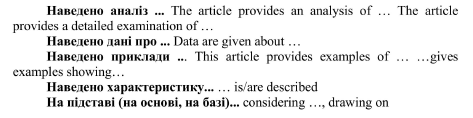 Наведено аналіз ... The article provides an analysis of … The article
provides a detailed examination of …
Наведено дані про ... Data are given about …
Наведено приклади ... This article provides examples of … …gives
examples showing…
Наведено характеристику... … is/are described
На підставі (на основі, на базі)... considering …, drawing on